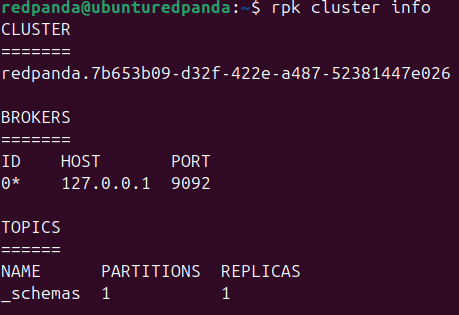 redpanda@ubunturedpanda:~$ rpk cluster info
CLUSTER
=======
redpanda.7b653b09-d32f-422e-a487-52381447e026
BROKERS
=======
ID    HOST       PORT
0*    127.0.0.1  9092
TOPICS
======
NAME      PARTITIONS  REPLICAS
_schemas  1           1